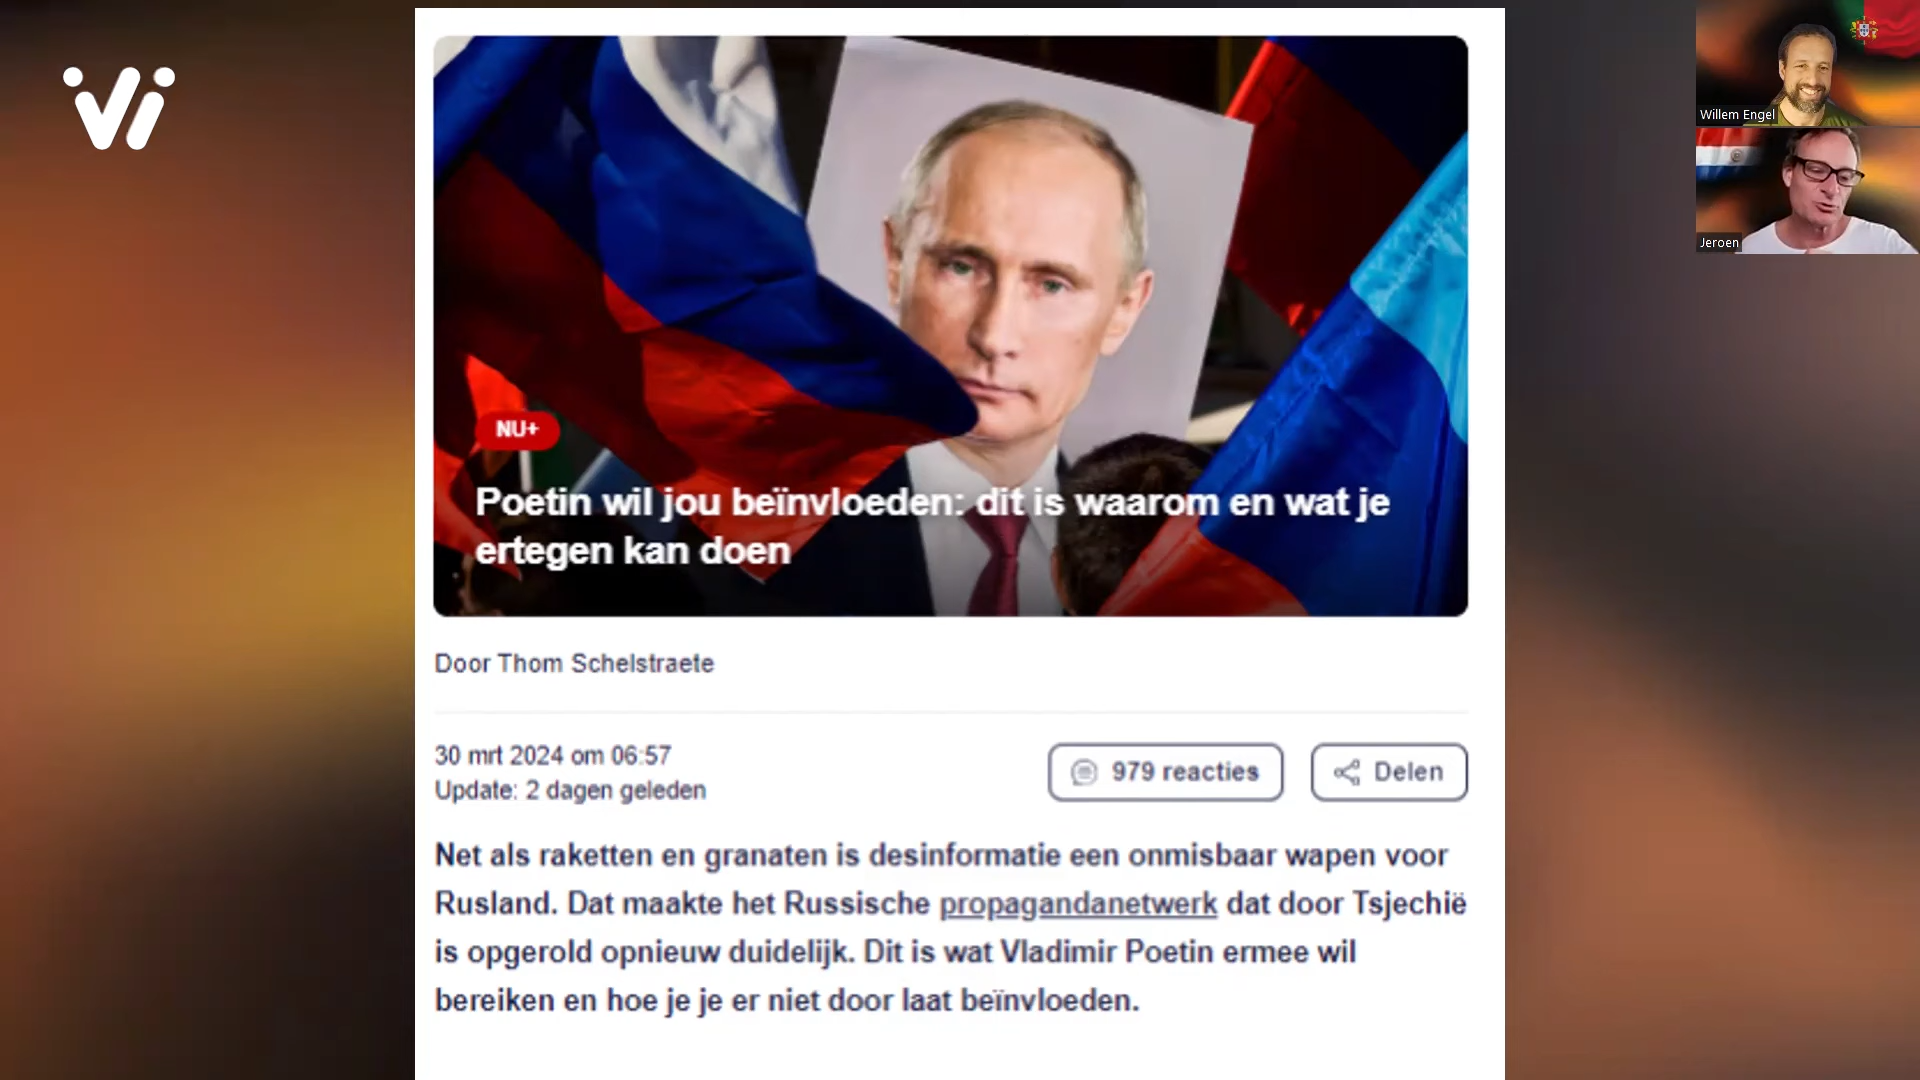 Vi
NU+
Poetin wil jou beïnvloeden: dit is waarom en wat je
ertegen kan doen
Door Thom Schelstraete
30 mrt 2024 om 06:57
Update: 2 dagen geleden
979 reacties
Delen
Net als raketten en granaten is desinformatie een onmisbaar wapen voor
Rusland. Dat maakte het Russische propagandanetwerk dat door Tsjechië
is opgerold opnieuw duidelijk. Dit is wat Vladimir Poetin ermee wil
bereiken en hoe je je er niet door laat beïnvloeden.
Willem Engel
Jeroen